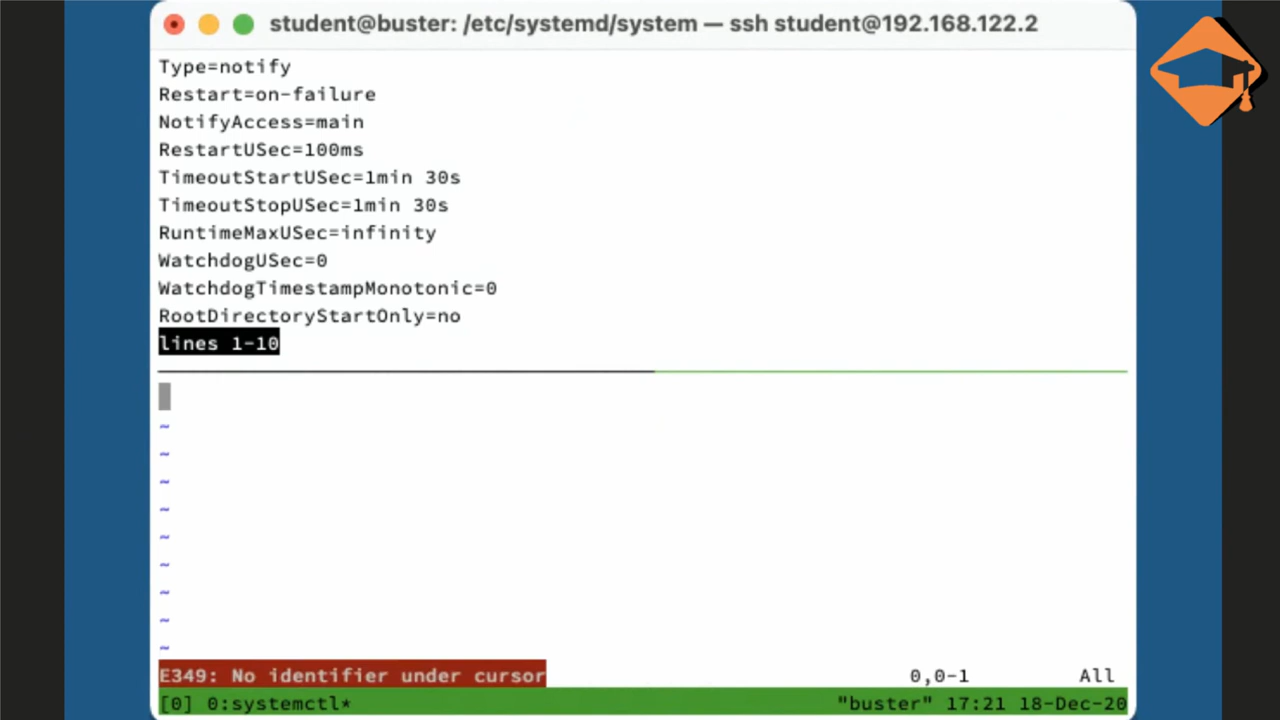 student@buster: /etc/systemd/system — ssh student@192.168.122.2
Type=notify
Restart=on-failure
NotifyAccess=main
RestartUSec=100ms
TimeoutStartUSec=1min 30s
TimeoutStopUSec=1min 30s
RuntimeMaxUSec=infinity
WatchdogUSec=0
WatchdogTimestampMonotonic=0
RootDirectoryStartOnly=no
lines 1-10
~
~
~
~
~
~
~
~
~
E349: No identifier under cursor 0,0-1 All
[0] 0:systemctl* "buster" 17:21 18-Dec-20